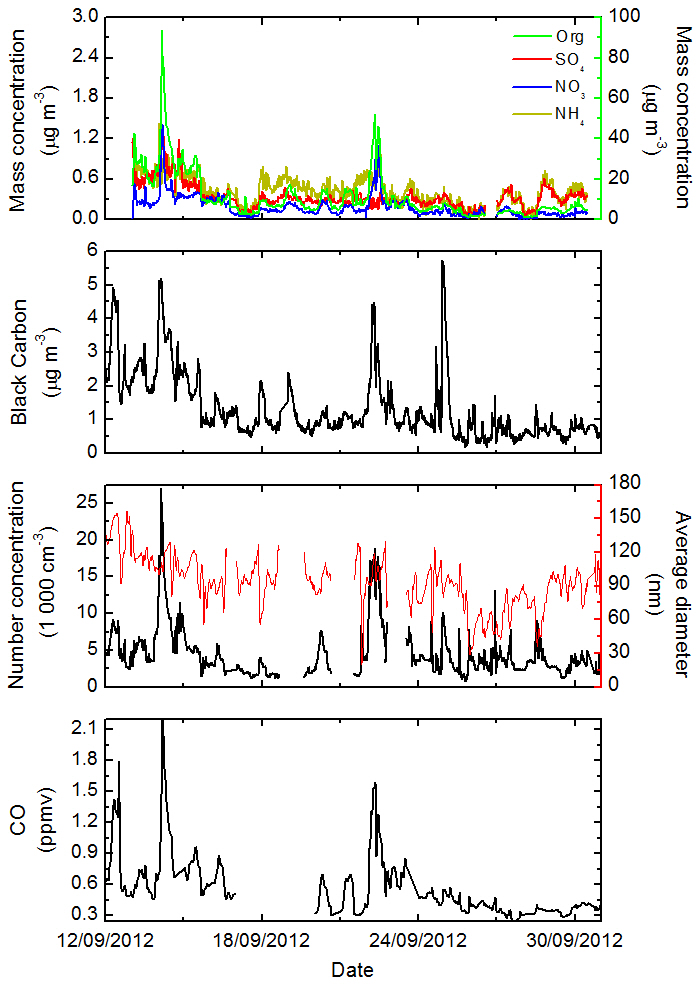 3.0
2.4
1.8
1.2
0.6
0.0
Mass concentration
(μg m-3)
100
80
60
40
20
0
Mass concentration
(μg m-3)
Org
SO4
NO3
NH4
6
5
4
3
2
1
0
Black Carbon
(μg m-3)
25
20
15
10
5
0
Number concentration
(1 000 cm-3)
180
150
120
90
60
30
0
Average diameter
(nm)
2.1
1.8
1.5
1.2
0.9
0.6
0.3
CO
(ppmv)
12/09/2012 18/09/2012 24/09/2012 30/09/2012
Date